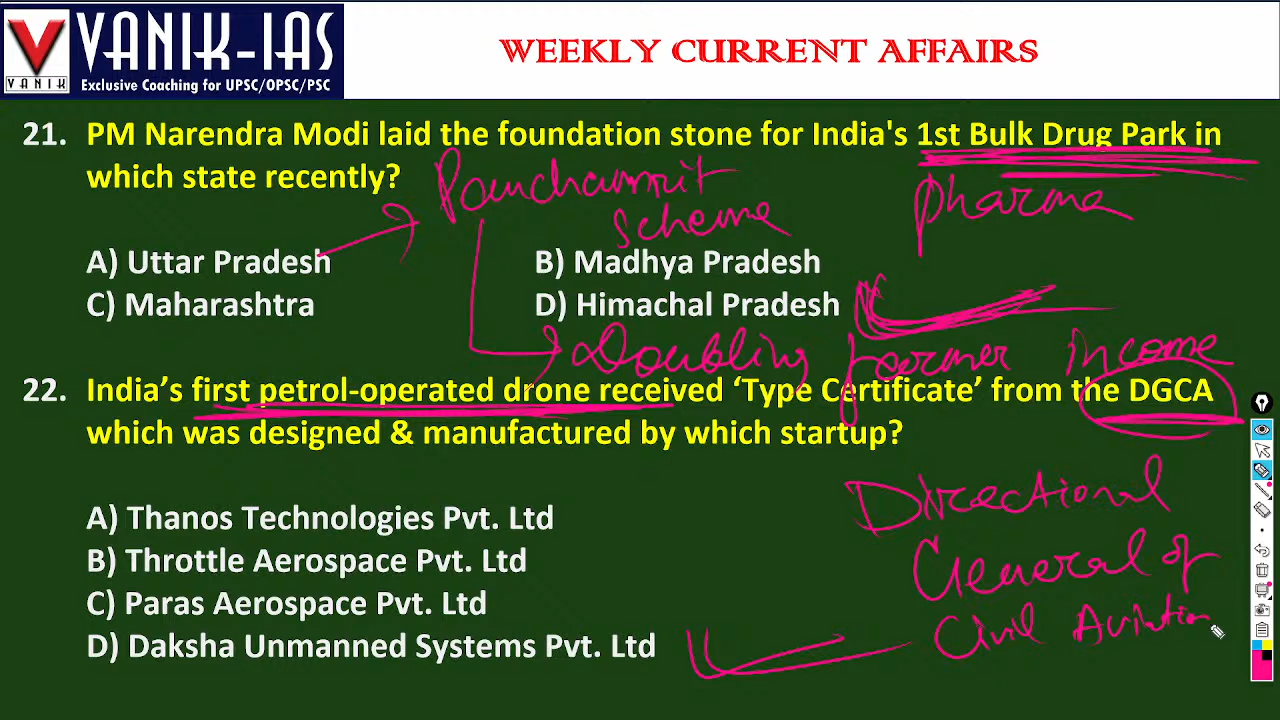 VANIK-IAS
VANIK
Exclusive Coaching for UPSC/OPSC/PSC
WEEKLY CURRENT AFFAIRS
21. PM Narendra Modi laid the foundation stone for India's 1st Bulk Drug Park in
which state recently?
Panchamrit
scheme
pharma
A) Uttar Pradesh
B) Madhya Pradesh
C) Maharashtra
D) Himachal Pradesh
Doubling farmer income
22. India's first petrol-operated drone received 'Type Certificate' from the DGCA
which was designed & manufactured by which startup?
A) Thanos Technologies Pvt. Ltd
B) Throttle Aerospace Pvt. Ltd
C) Paras Aerospace Pvt. Ltd
D) Daksha Unmanned Systems Pvt. Ltd
Directional
General of
Civil Aviation